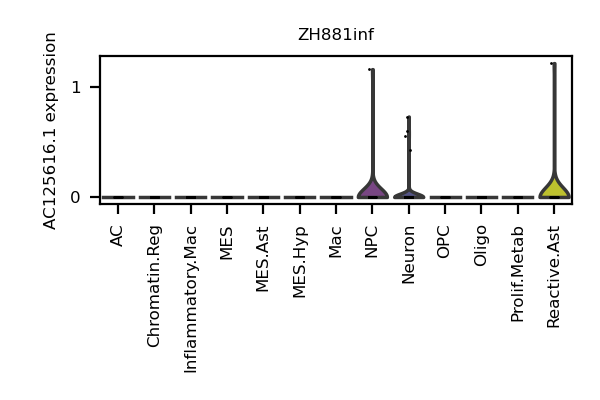 ZH881inf
AC125616.1 expression
1
0
AC
Chromatin.Reg
Inflammatory.Mac
MES
MES.Ast
MES.Hyp
Mac
NPC
Neuron
OPC
Oligo
Prolif.Metab
Reactive.Ast